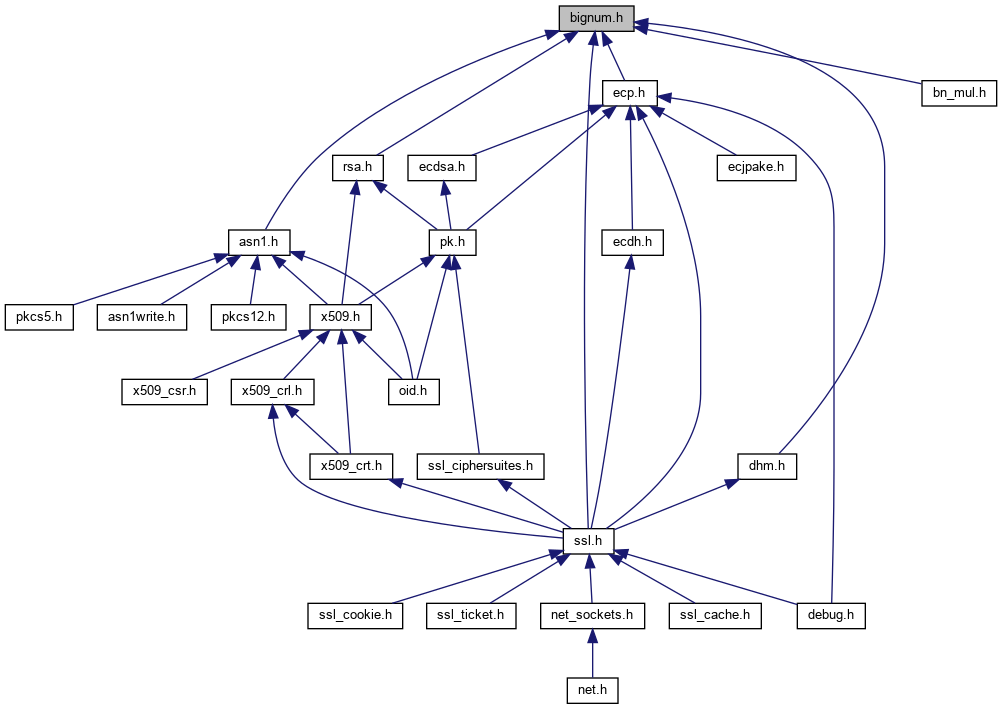 bignum.h
ecp.h
bn_mul.h
rsa.h
ecdsa.h
ecjpake.h
asn1.h
pk.h
ecdh.h
pkcs5.h
asn1write.h
pkcs12.h
x509.h
x509_csr.h
x509_crl.h
oid.h
x509_crt.h
ssl_ciphersuites.h
dhm.h
ssl.h
ssl_cookie.h
ssl_ticket.h
net_sockets.h
ssl_cache.h
debug.h
net.h